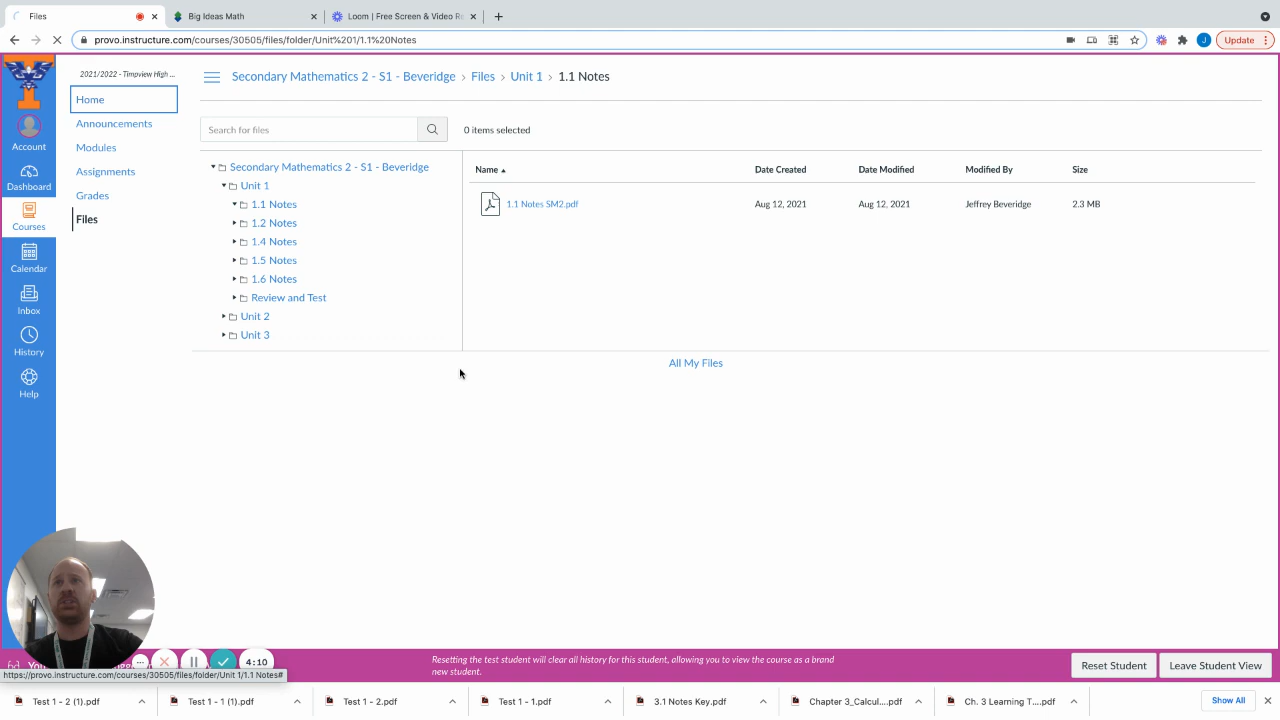 Files
Big Ideas Math
Loom | Free Screen & Video Re
provo.instructure.com/courses/30505/files/folder/Unit%201/1.1%20Notes
J
Update
2021/2022 - Timpview High ...
Home
Announcements
Modules
Assignments
Grades
Files
Account
Dashboard
Courses
Calendar
Inbox
History
Help
Secondary Mathematics 2 - S1 - Beveridge › Files › Unit 1 › 1.1 Notes
Search for files
0 items selected
Secondary Mathematics 2 - S1 - Beveridge
Unit 1
1.1 Notes
1.2 Notes
1.4 Notes
1.5 Notes
1.6 Notes
Review and Test
Unit 2
Unit 3
Name Date Created Date Modified Modified By Size
1.1 Notes SM2.pdf Aug 12, 2021 Aug 12, 2021 Jeffrey Beveridge 2.3 MB
All My Files
4:10
Resetting the test student will clear all history for this student, allowing you to view the course as a brand
new student.
Reset Student
Leave Student View
https://provo.instructure.com/courses/30505/files/folder/Unit 1/1.1 Notes#
Test 1 - 2 (1).pdf
Test 1 - 1 (1).pdf
Test 1 - 2.pdf
Test 1 - 1.pdf
3.1 Notes Key.pdf
Chapter 3_Calcul....pdf
Ch. 3 Learning T....pdf
Show All